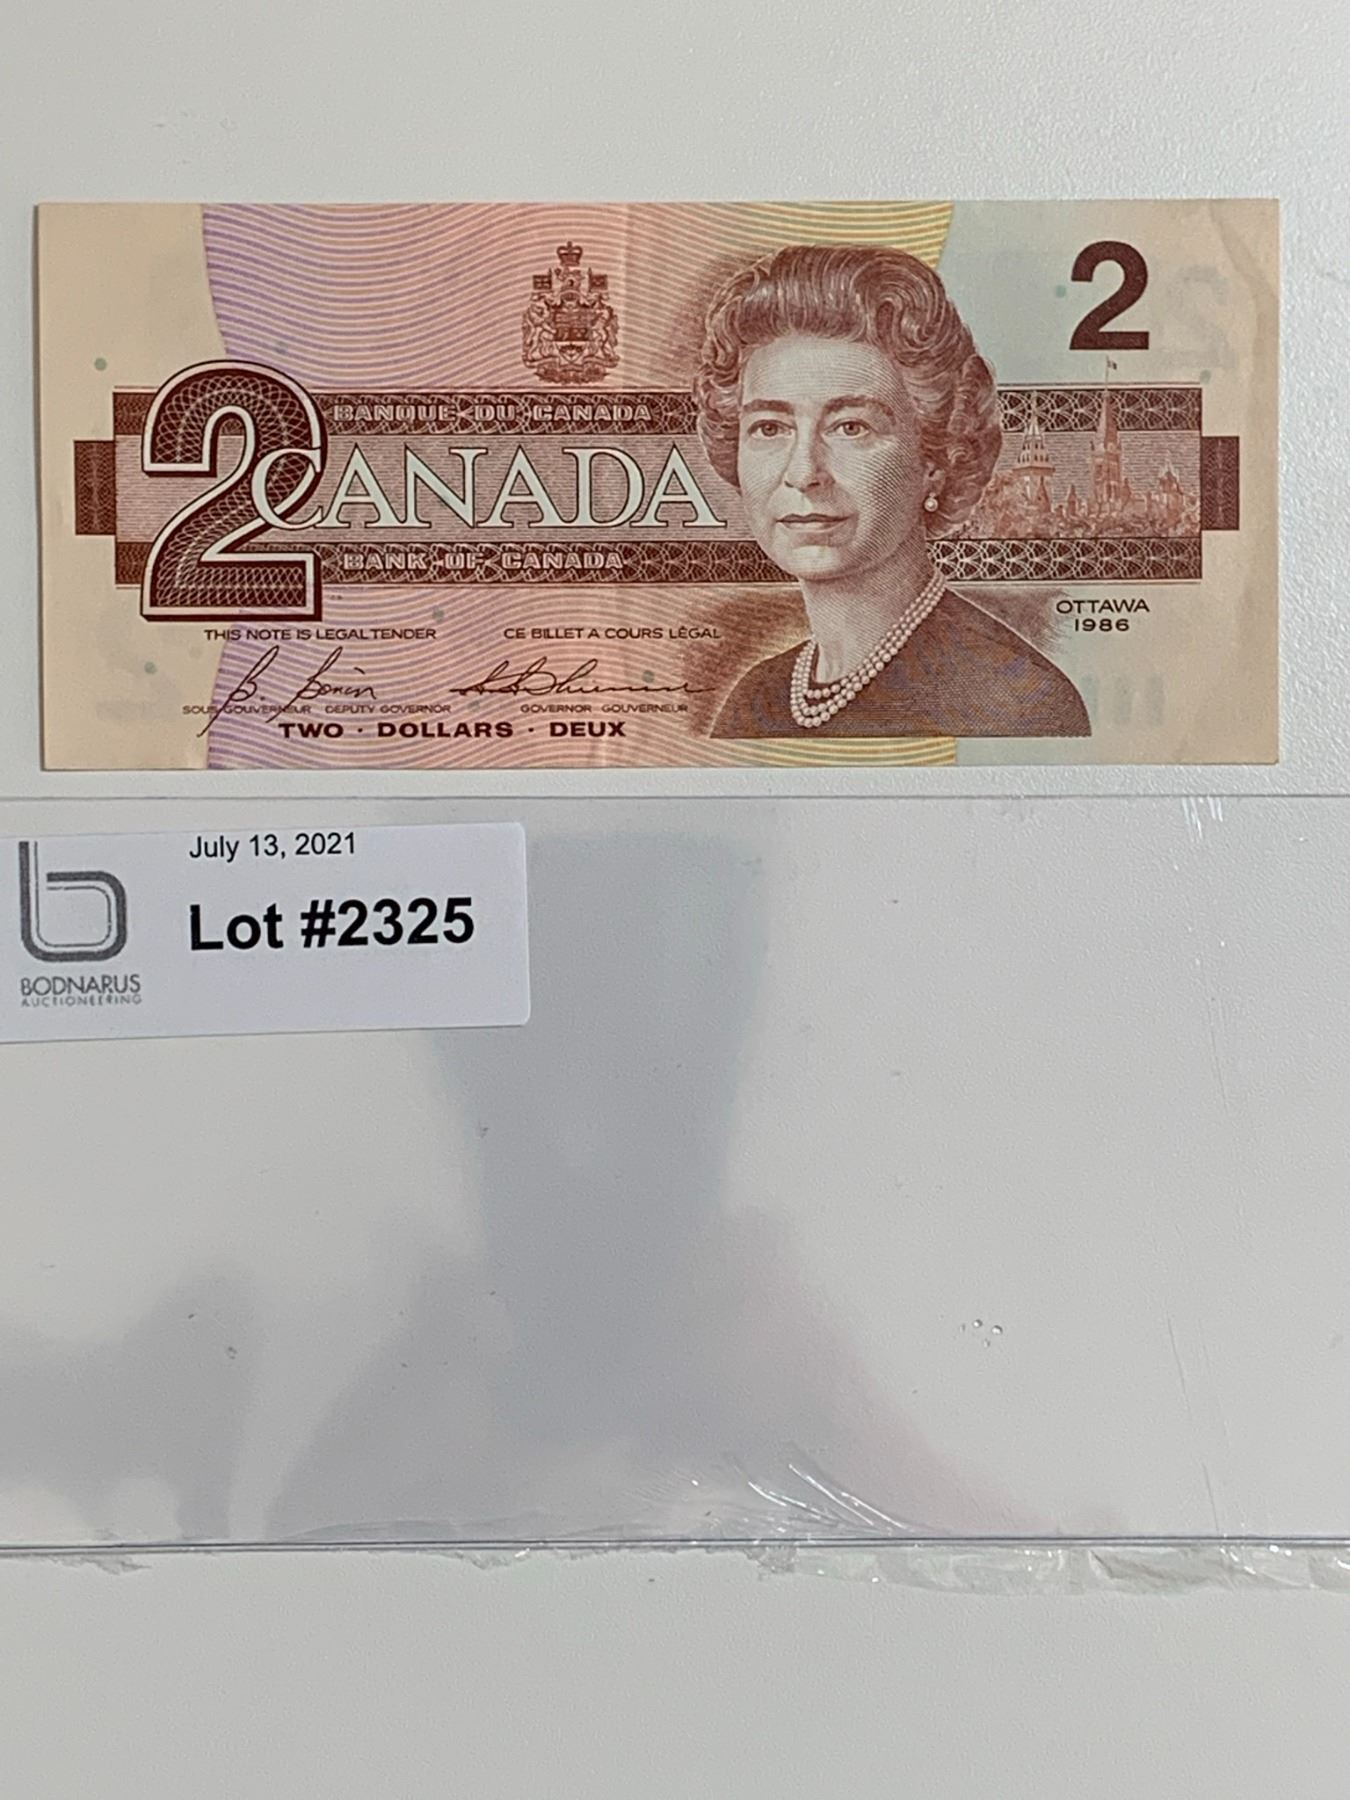 2
BANQUE DU CANADA
2 CANADA
BANK OF CANADA
OTTAWA
1986
THIS NOTE IS LEGAL TENDER CE BILLET A COURS LÉGAL
SOUS-GOUVERNEUR DEPUTY GOVERNOR GOVERNOR GOUVERNEUR
TWO · DOLLARS · DEUX
July 13, 2021
Lot #2325
BODNARUS
AUCTIONEERING